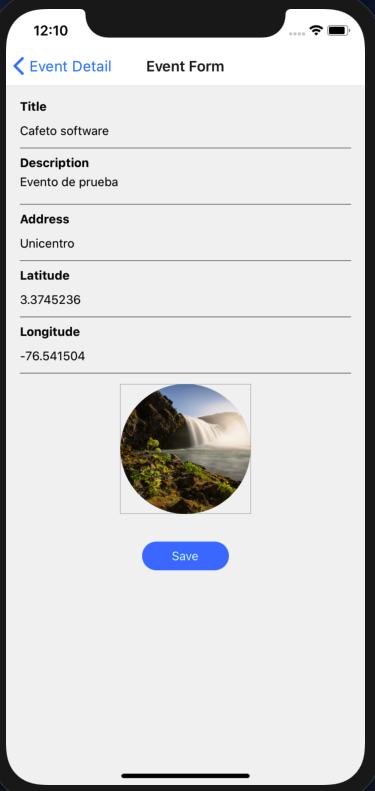 12:10
Event Detail
Event Form
Title
Cafeto software
Description
Evento de prueba
Address
Unicentro
Latitude
3.3745236
Longitude
-76.541504
Save